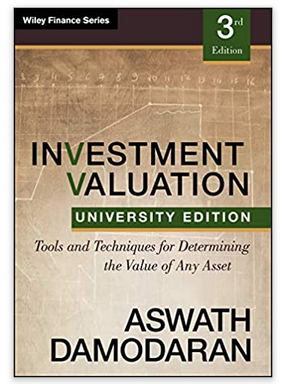 Wiley Finance Series
3rd
Edition
INVESTMENT
VALUATION
UNIVERSITY EDITION
Tools and Techniques for Determining
the Value of Any Asset
ASWATH
DAMODARAN